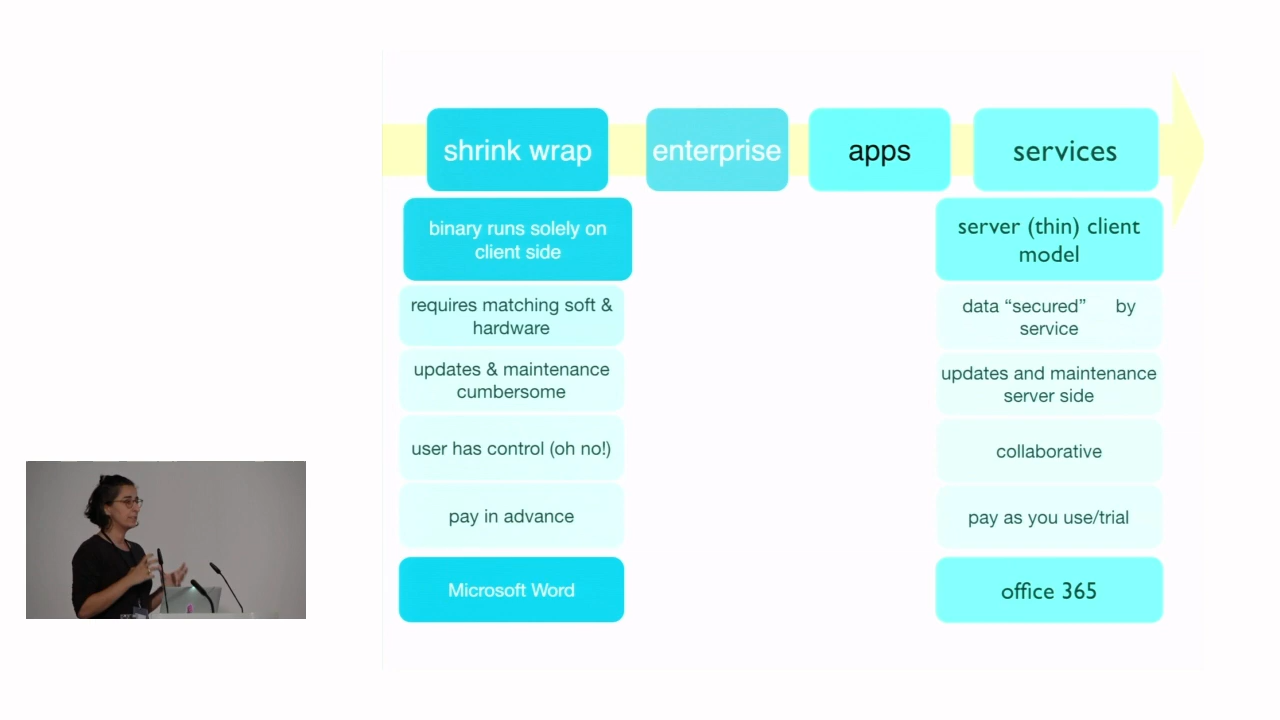 shrink wrap
enterprise
apps
services
binary runs solely on
client side
requires matching soft &
hardware
updates & maintenance
cumbersome
user has control (oh no!)
pay in advance
Microsoft Word
server (thin) client
model
data “secured” by
service
updates and maintenance
server side
collaborative
pay as you use/trial
office 365